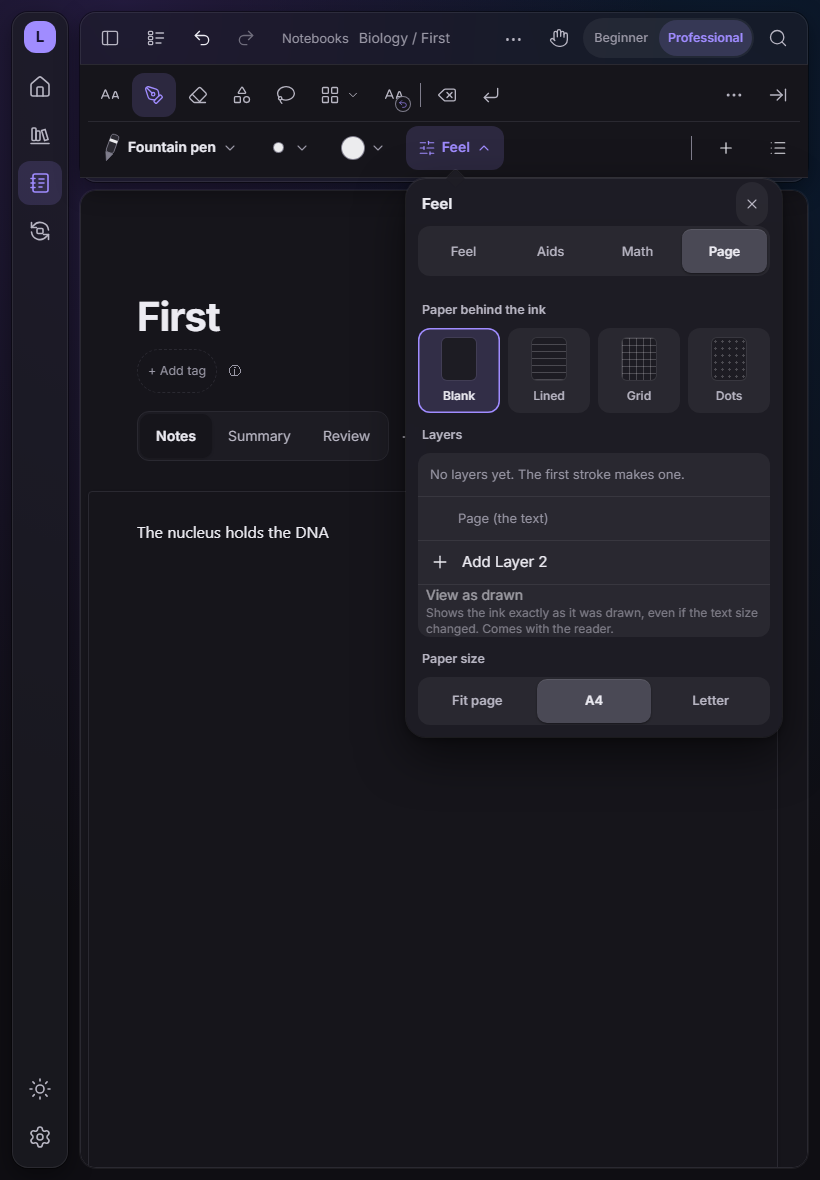 L
Notebooks Biology / First
Beginner Professional
AA
AA
Fountain pen
Feel
Feel
Feel Aids Math Page
First
+ Add tag
Notes Summary Review
The nucleus holds the DNA
Paper behind the ink
Blank Lined Grid Dots
Layers
No layers yet. The first stroke makes one.
Page (the text)
Add Layer 2
View as drawn
Shows the ink exactly as it was drawn, even if the text size
changed. Comes with the reader.
Paper size
Fit page A4 Letter